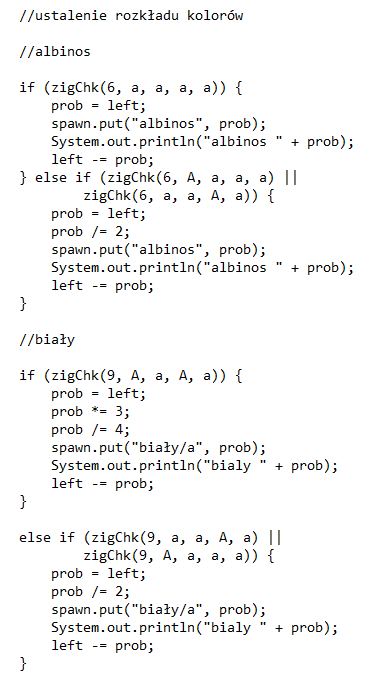 //ustalenie rozkładu kolorów
//albinos
if (zigChk(6, a, a, a, a)) {
prob = left;
spawn.put("albinos", prob);
System.out.println("albinos " + prob);
left -= prob;
} else if (zigChk(6, A, a, a, a) ||
zigChk(6, a, a, A, a)) {
prob = left;
prob /= 2;
spawn.put("albinos", prob);
System.out.println("albinos " + prob);
left -= prob;
}
//biały
if (zigChk(9, A, a, A, a)) {
prob = left;
prob *= 3;
prob /= 4;
spawn.put("biały/a", prob);
System.out.println("bialy " + prob);
left -= prob;
}
else if (zigChk(9, a, a, A, a) ||
zigChk(9, A, a, a, a)) {
prob = left;
prob /= 2;
spawn.put("biały/a", prob);
System.out.println("bialy " + prob);
left -= prob;
}